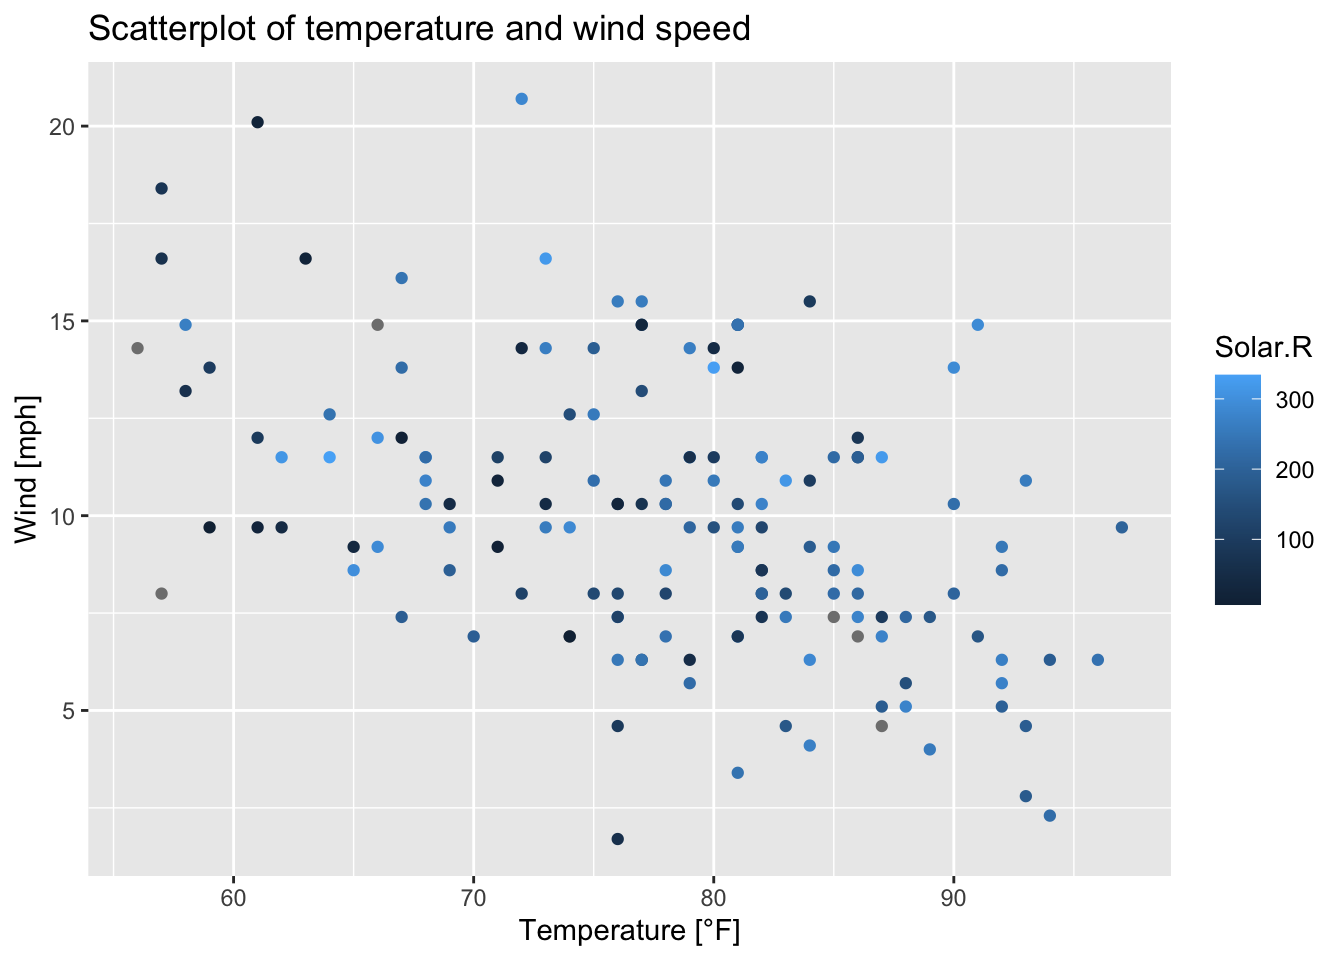 Scatterplot of temperature and wind speed
20
15
10
5
Wind [mph]
60
70
80
90
Temperature [°F]
Solar.R
300
200
100